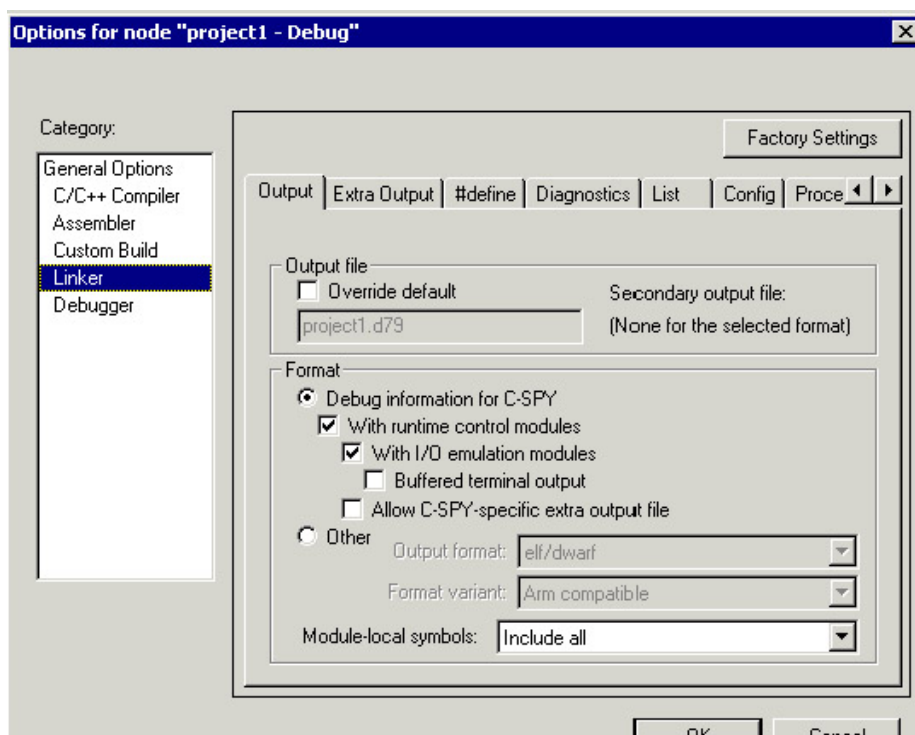 Options for node "project1 - Debug"
Category:
General Options
C/C++ Compiler
Assembler
Custom Build
Linker
Debugger
Factory Settings
Output
Extra Output
#define
Diagnostics
List
Config
Proce
Output file
Override default
project1.d79
Secondary output file:
(None for the selected format)
Format
Debug information for C-SPY
With runtime control modules
With I/O emulation modules
Buffered terminal output
Allow C-SPY-specific extra output file
Other
Output format:
elf/dwarf
Format variant:
Arm compatible
Module-local symbols:
Include all
OK
Cancel